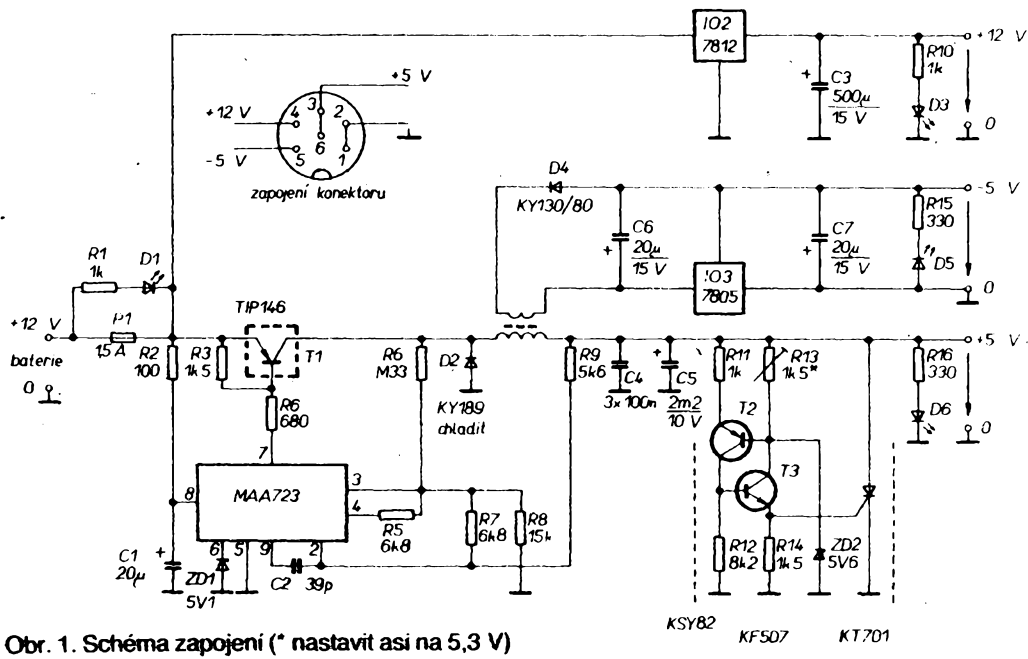 IO2
7812
+12 V
R10
1k
C3
+
500µ
15 V
D3
0
+5 V
+12 V
3
4
2
6
5
1
-5 V
zapojení konektoru
D4
KY130/80
-5 V
C6
20µ
15 V
+
C7
20µ
15 V
+
R15
330
D5
IO3
7805
0
R1
1k
D1
+12 V
P1
15 A
baterie
0
R2
100
R3
1k5
TIP146
T1
R6
680
R6
M33
D2
KY189
chladit
R9
5k6
C4
3x 100n
+
C5
2m2
10 V
R11
1k
R13
1k5*
+5 V
R16
330
D6
0
T2
T3
7
8
MAA723
3
4
R5
6k8
R7
6k8
R8
15k
6
5
9
2
C1
+
20µ
ZD1
5V1
C2
39p
R12
8k2
R14
1k5
ZD2
5V6
KSY82
KF507
KT701
Obr. 1. Schéma zapojení (* nastavit asi na 5,3 V)